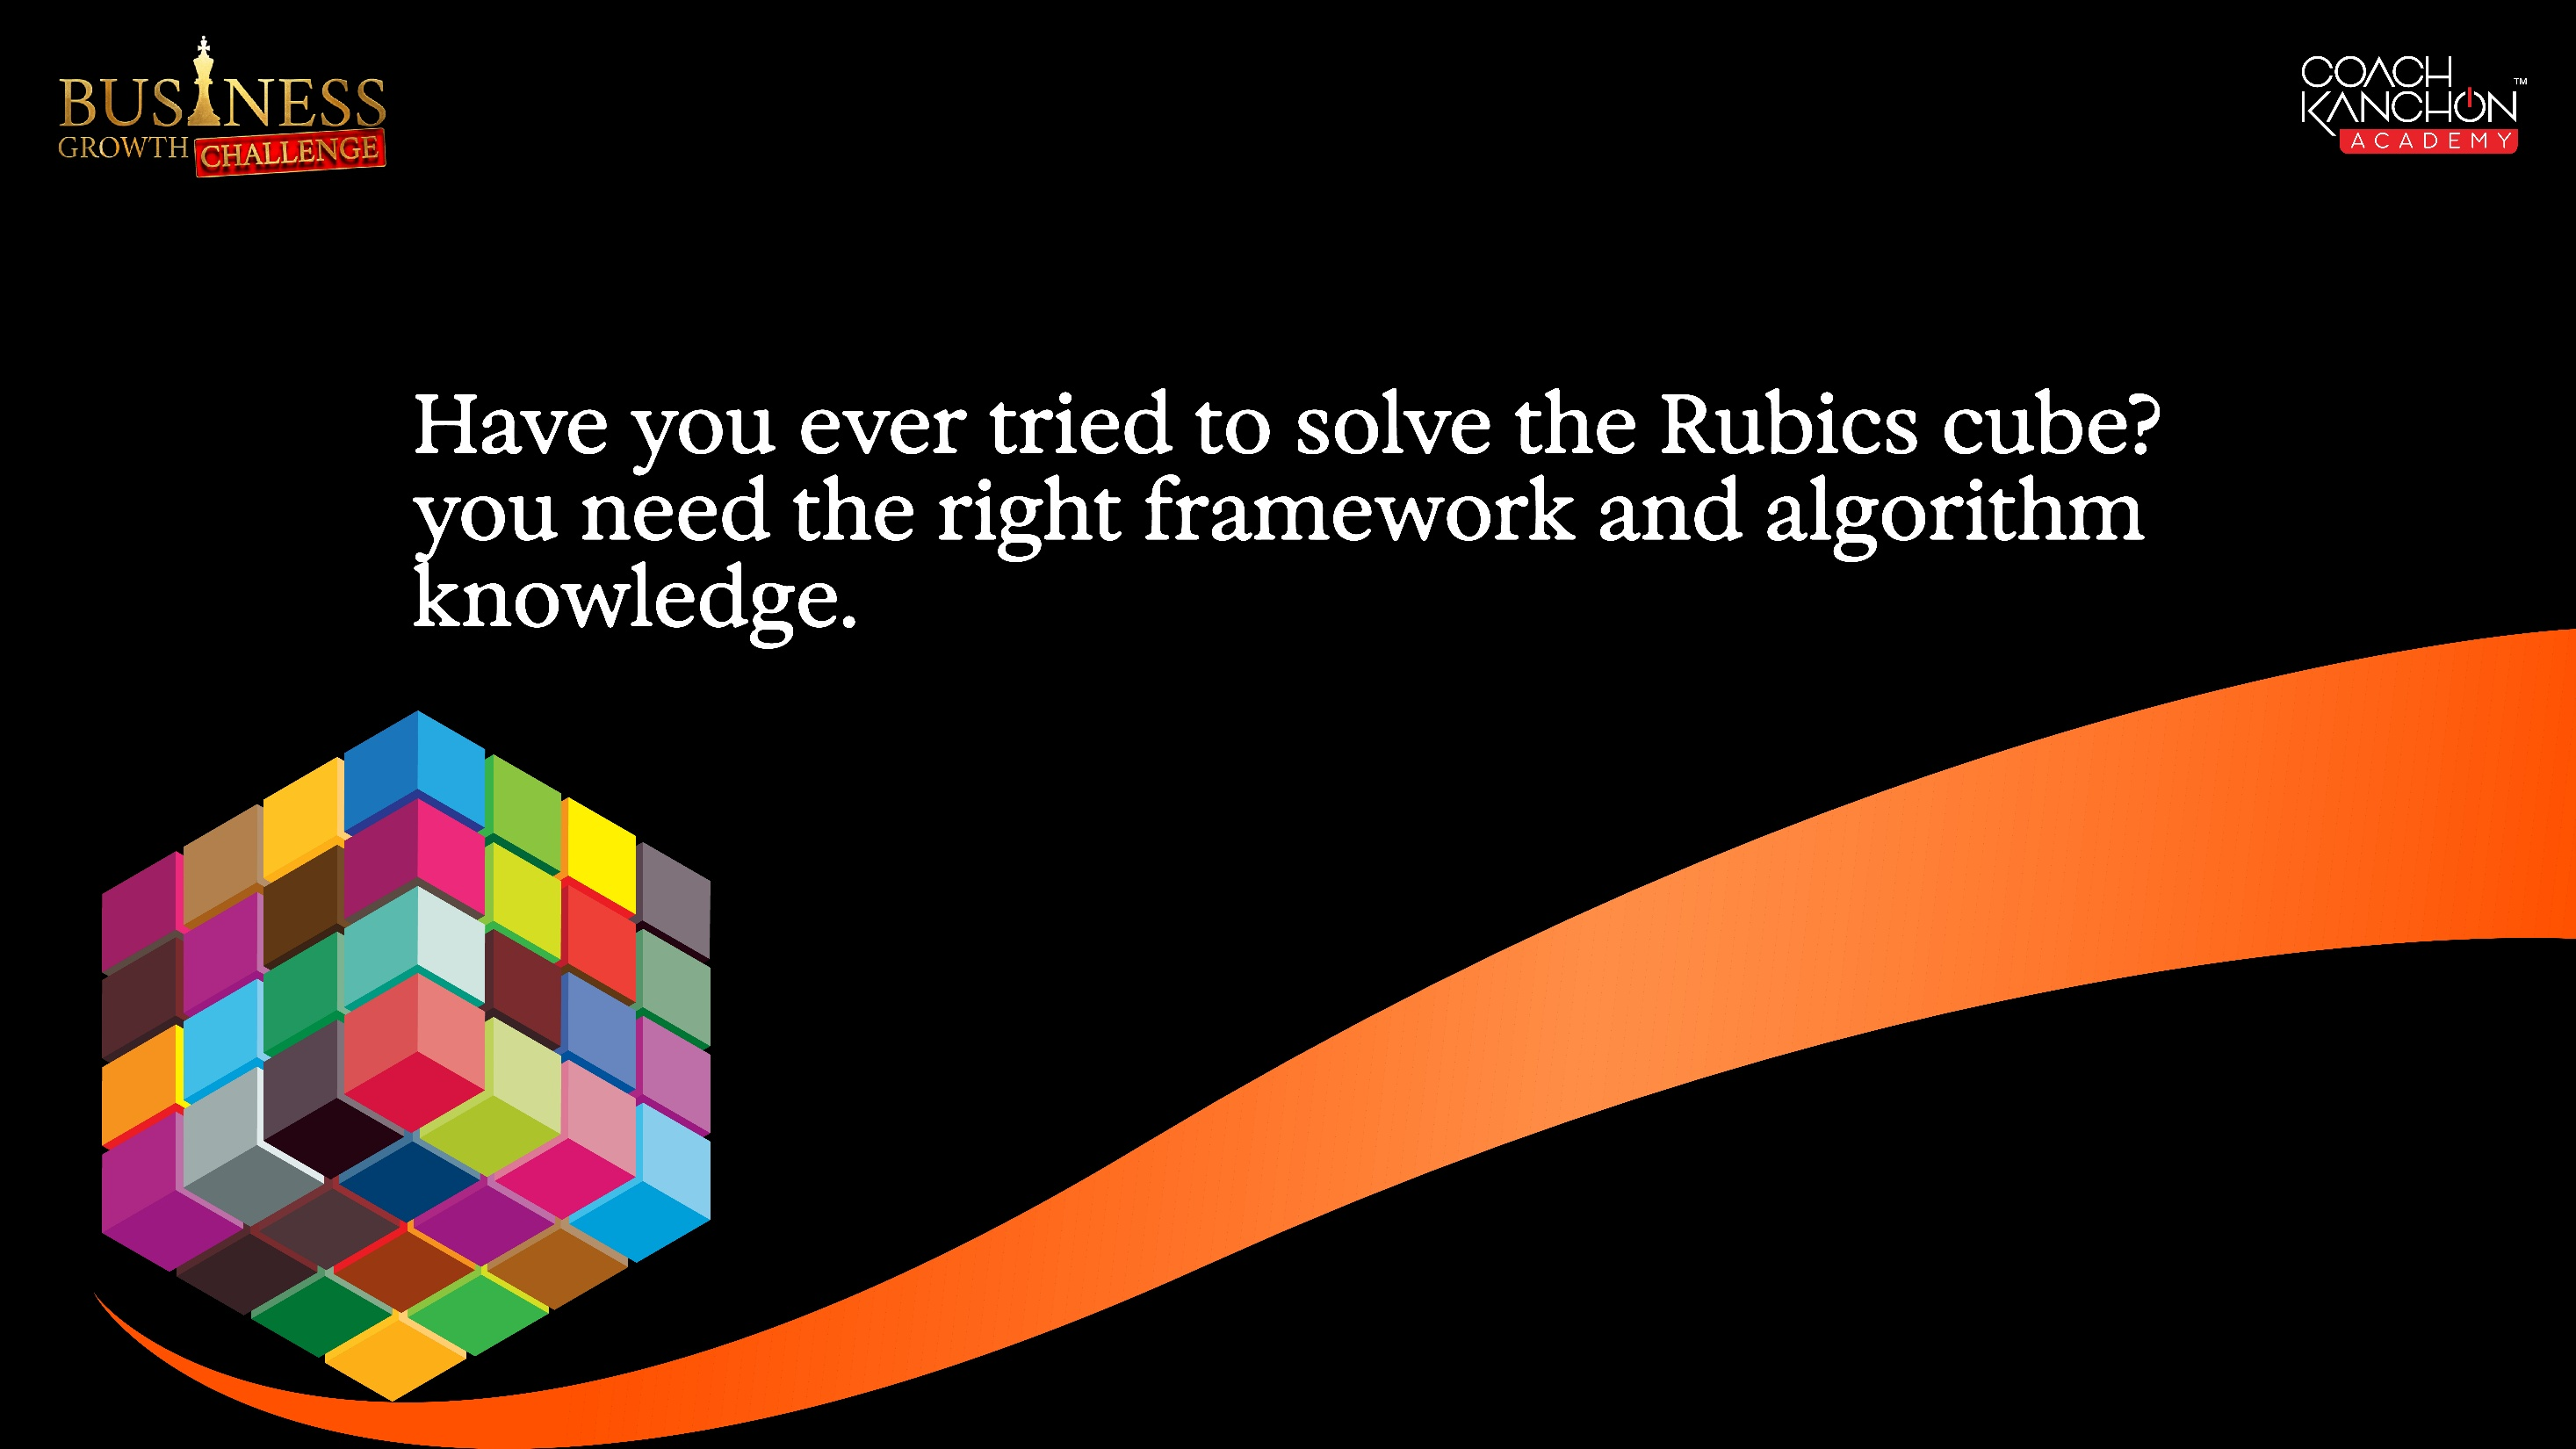 BUSINESS
GROWTH CHALLENGE
COACH
KANCHON™
ACADEMY
Have you ever tried to solve the Rubics cube?
you need the right framework and algorithm
knowledge.